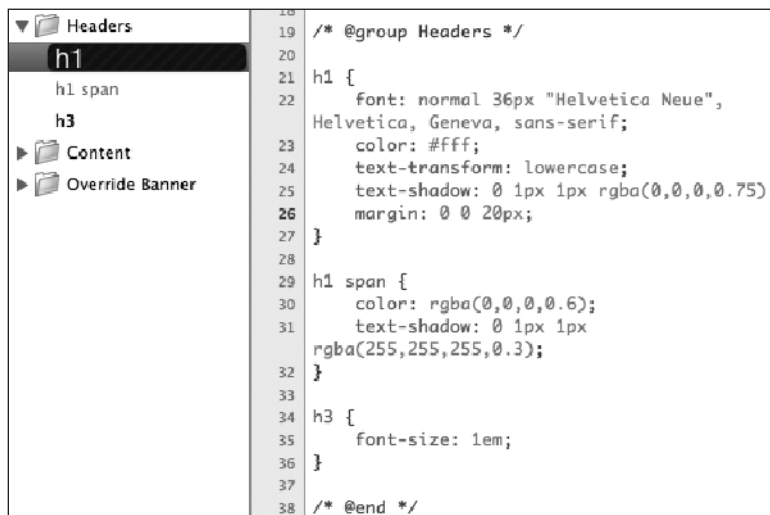 Headers
h1
h1 span
h3
Content
Override Banner
18
19 /* @group Headers */
20
21 h1 {
22 font: normal 36px "Helvetica Neue",
Helvetica, Geneva, sans-serif;
23 color: #fff;
24 text-transform: lowercase;
25 text-shadow: 0 1px 1px rgba(0,0,0,0.75)
26 margin: 0 0 20px;
27 }
28
29 h1 span {
30 color: rgba(0,0,0,0.6);
31 text-shadow: 0 1px 1px
rgba(255,255,255,0.3);
32 }
33
34 h3 {
35 font-size: 1em;
36 }
37
38 /* @end */